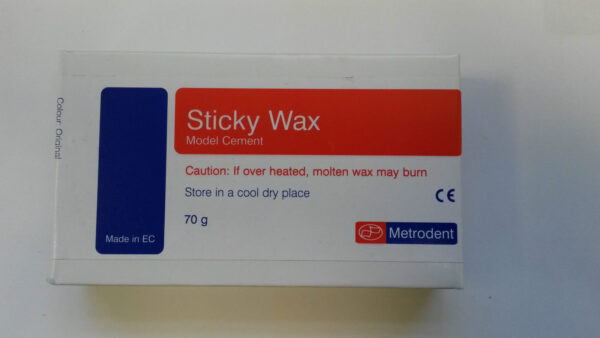 Colour: Original
Sticky Wax
Model Cement
Caution: If over heated, molten wax may burn
Store in a cool dry place
CE
70 g
Made in EC
Metrodent